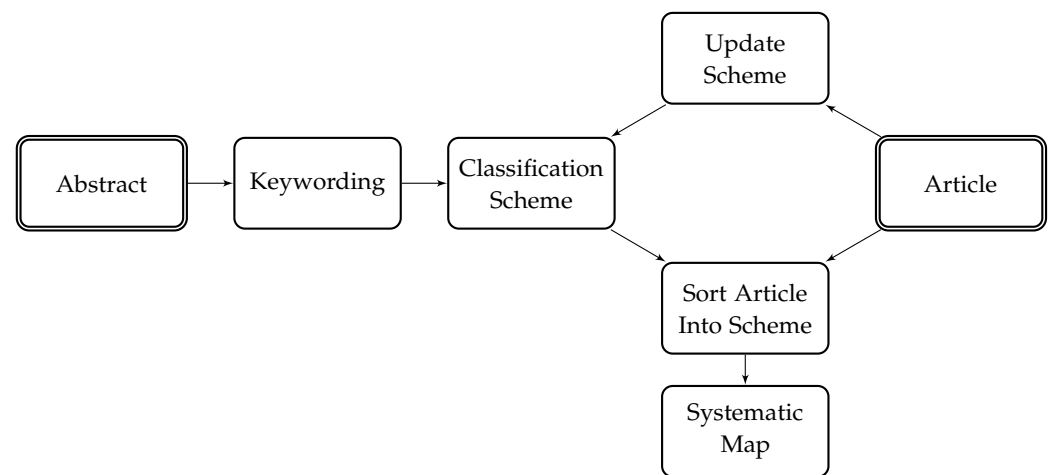 Update
Scheme
Abstract
Keywording
Classification
Scheme
Article
Sort Article
Into Scheme
Systematic
Map